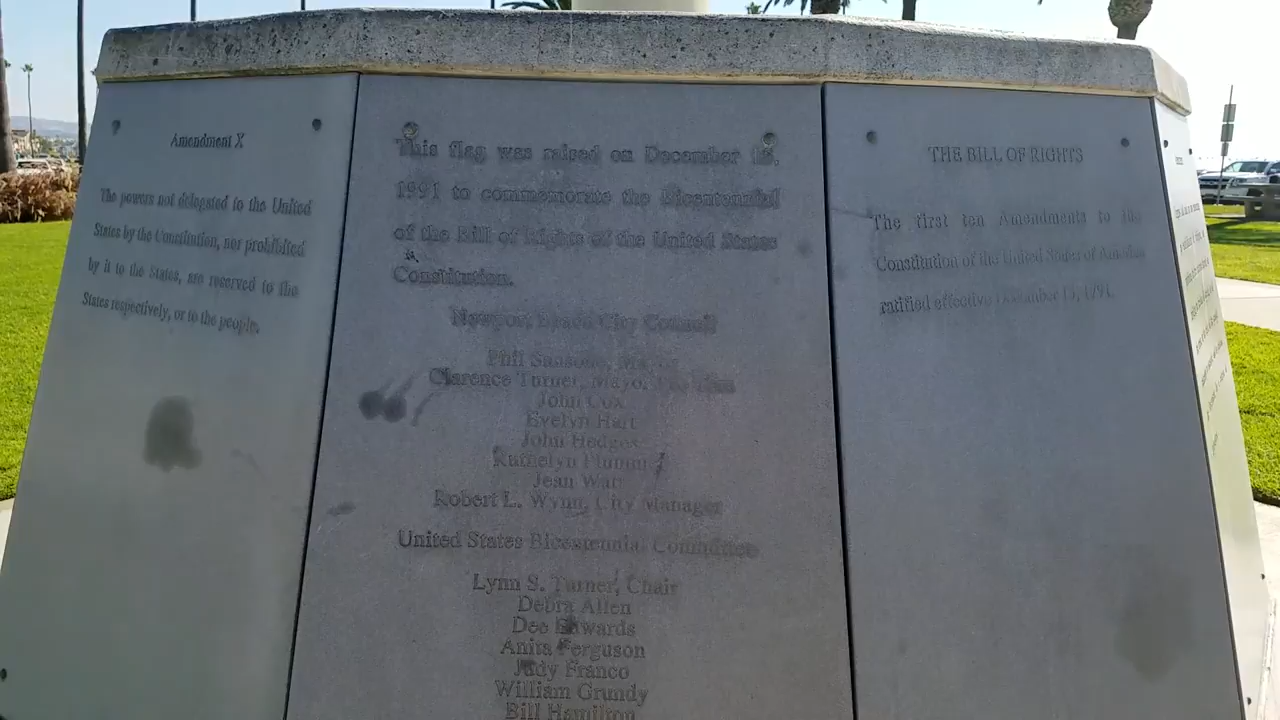 Amendment X
The powers not delegated to the United
States by the Constitution, nor prohibited
by it to the States, are reserved to the
States respectively, or to the people.
This flag was raised on December 15,
1991 to commemorate the Bicentennial
of the Bill of Rights of the United States
Constitution.
Newport Beach City Council
Phil Sansone, Mayor
Clarence Turner, Mayor Pro Tem
John Cox
Evelyn Hart
John Hedges
Jean Watt
Robert L. Wynn, City Manager
United States Bicentennial Committee
Lynn S. Turner, Chair
Debra Allen
Dee Edwards
Anita Ferguson
Judy Franco
William Grundy
Bill Hamilton
THE BILL OF RIGHTS
The first ten Amendments to the
Constitution of the United States of America
ratified effective December 15, 1791.